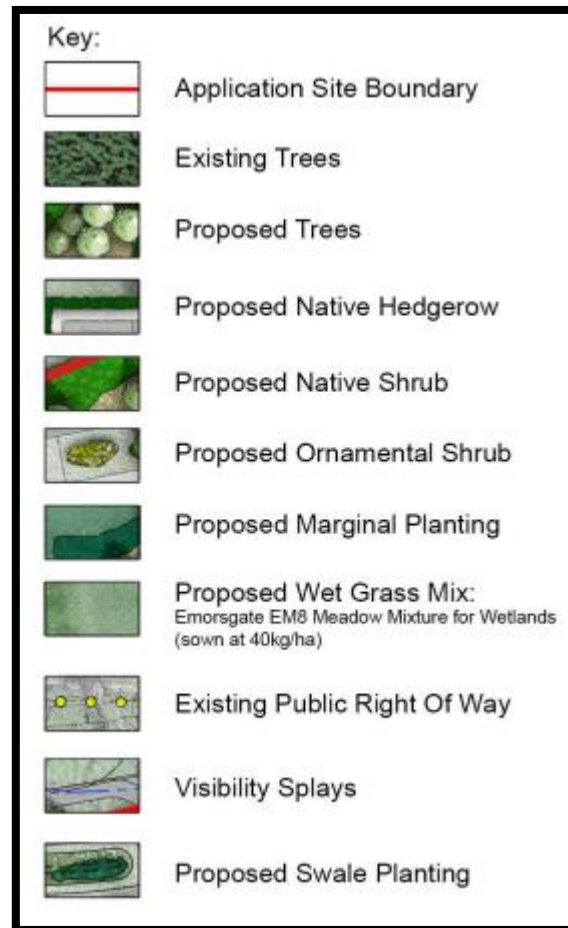 Key:
Application Site Boundary
Existing Trees
Proposed Trees
Proposed Native Hedgerow
Proposed Native Shrub
Proposed Ornamental Shrub
Proposed Marginal Planting
Proposed Wet Grass Mix:
Emorsgate EM8 Meadow Mixture for Wetlands
(sown at 40kg/ha)
Existing Public Right Of Way
Visibility Splays
Proposed Swale Planting